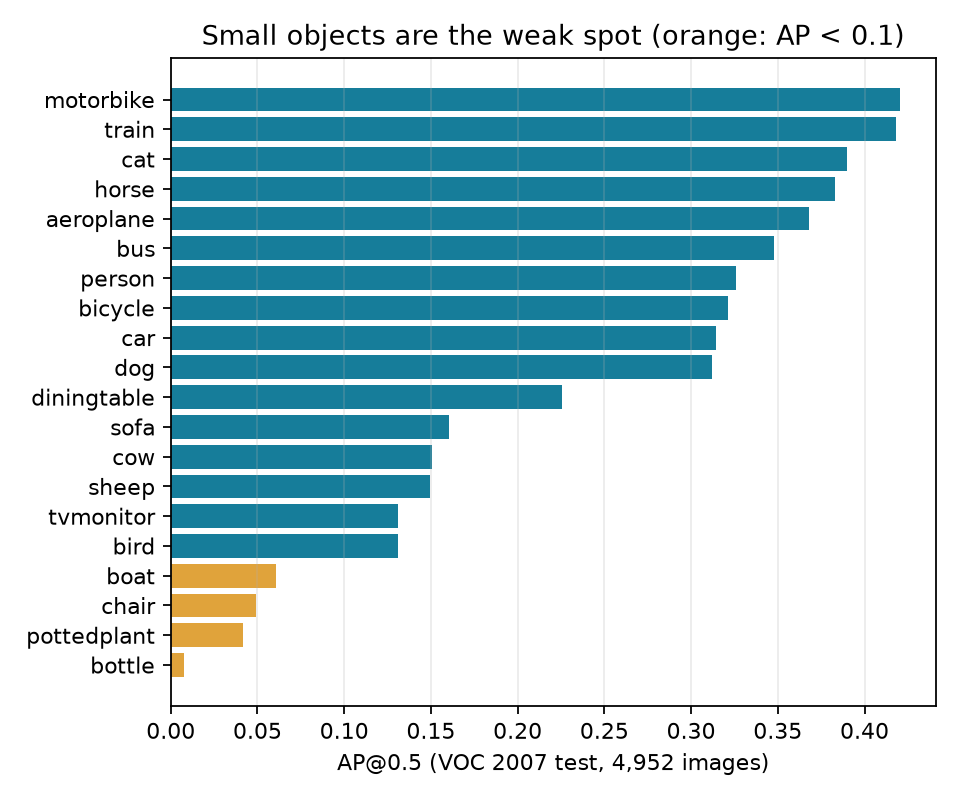 Small objects are the weak spot (orange: AP < 0.1)
motorbike
train
cat
horse
aeroplane
bus
person
bicycle
car
dog
diningtable
sofa
cow
sheep
tvmonitor
bird
boat
chair
pottedplant
bottle
0.00 0.05 0.10 0.15 0.20 0.25 0.30 0.35 0.40
AP@0.5 (VOC 2007 test, 4,952 images)